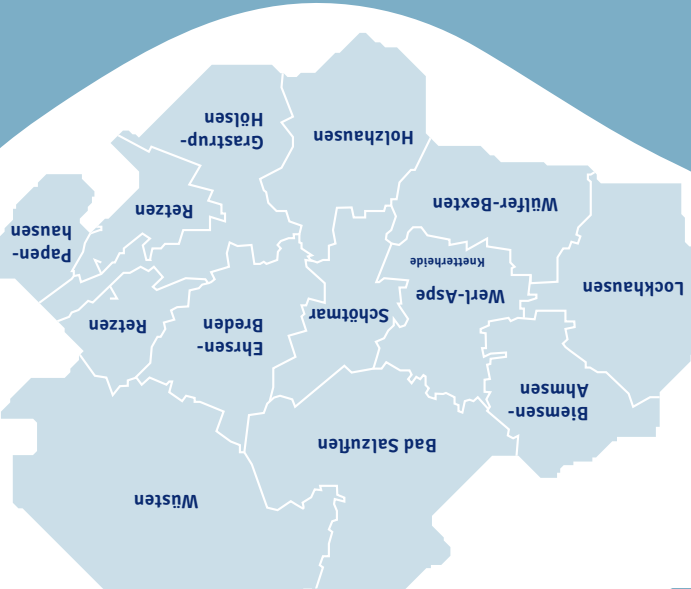 Wüsten
Bad Salzuflen
Biemsen-
Ahmsen
Ehrsen-
Breden
Retzen
Schötmar
Werl-Aspe
Knetterheide
Lockhausen
Papen-
hausen
Retzen
Wülfer-Bexten
Grastrup-
Hölsen
Holzhausen